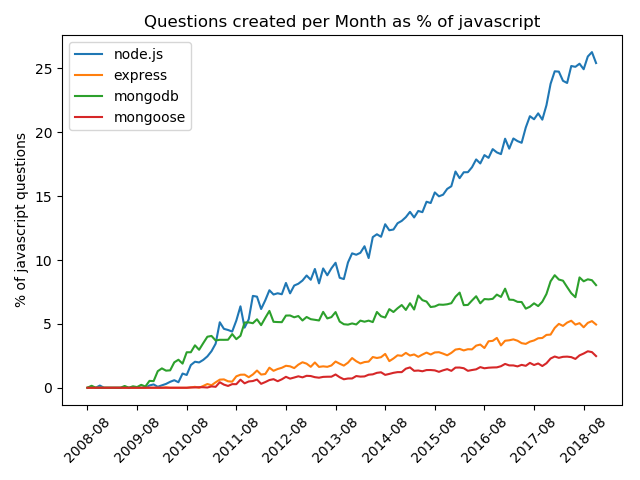 Questions created per Month as % of javascript
node.js
express
mongodb
mongoose
% of javascript questions
25
20
15
10
5
0
2008-08
2009-08
2010-08
2011-08
2012-08
2013-08
2014-08
2015-08
2016-08
2017-08
2018-08